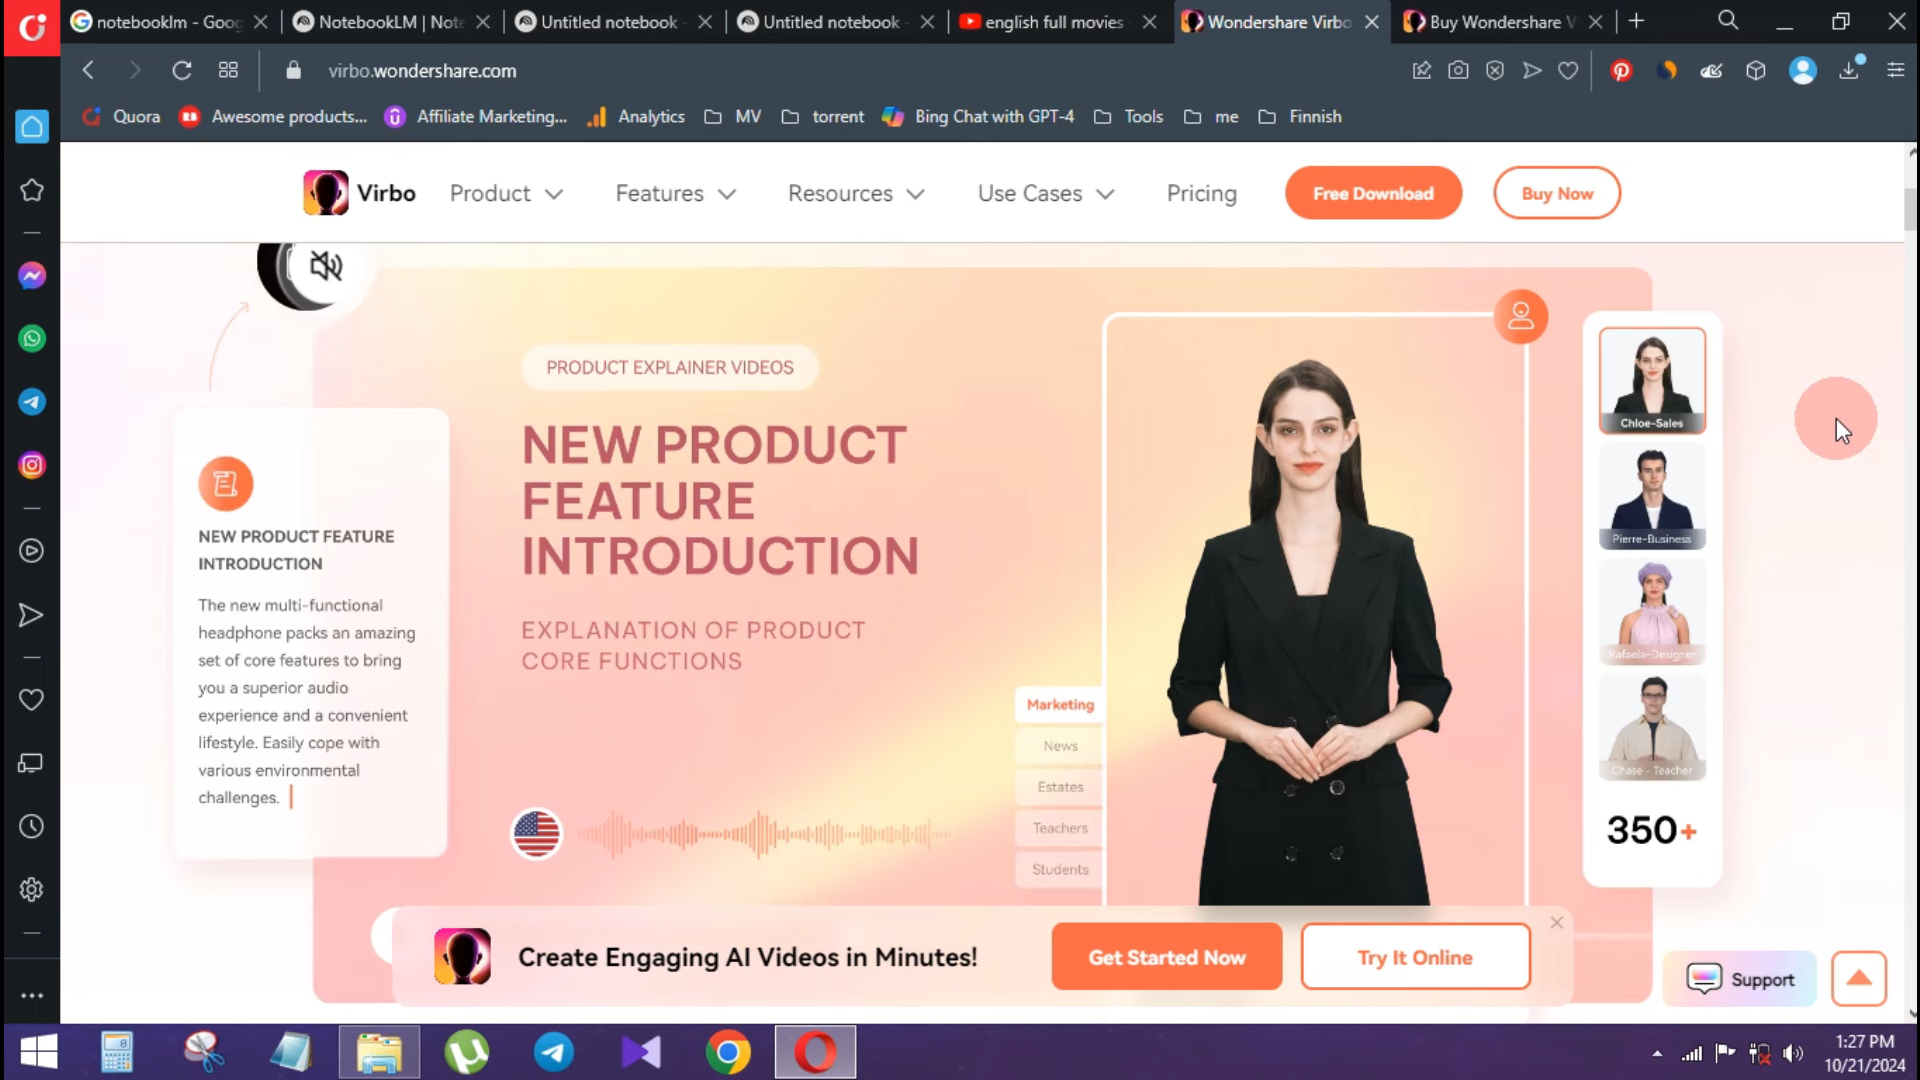 notebooklm - Goog
NotebookLM | Note
Untitled notebook -
Untitled notebook -
english full movies
Wondershare Virbo
Buy Wondershare V
virbo.wondershare.com
Quora
Awesome products...
Affiliate Marketing...
Analytics
MV
torrent
Bing Chat with GPT-4
Tools
me
Finnish
Virbo
Product
Features
Resources
Use Cases
Pricing
Free Download
Buy Now
PRODUCT EXPLAINER VIDEOS
NEW PRODUCT
FEATURE
INTRODUCTION
EXPLANATION OF PRODUCT
CORE FUNCTIONS
NEW PRODUCT FEATURE
INTRODUCTION
The new multi-functional
headphone packs an amazing
set of core features to bring
you a superior audio
experience and a convenient
lifestyle. Easily cope with
various environmental
challenges.
Marketing
News
Estates
Teachers
Students
Chloe-Sales
Pierre-Business
Rafaela-Designer
Chase - Teacher
350+
Create Engaging AI Videos in Minutes!
Get Started Now
Try It Online
Support
1:27 PM
10/21/2024